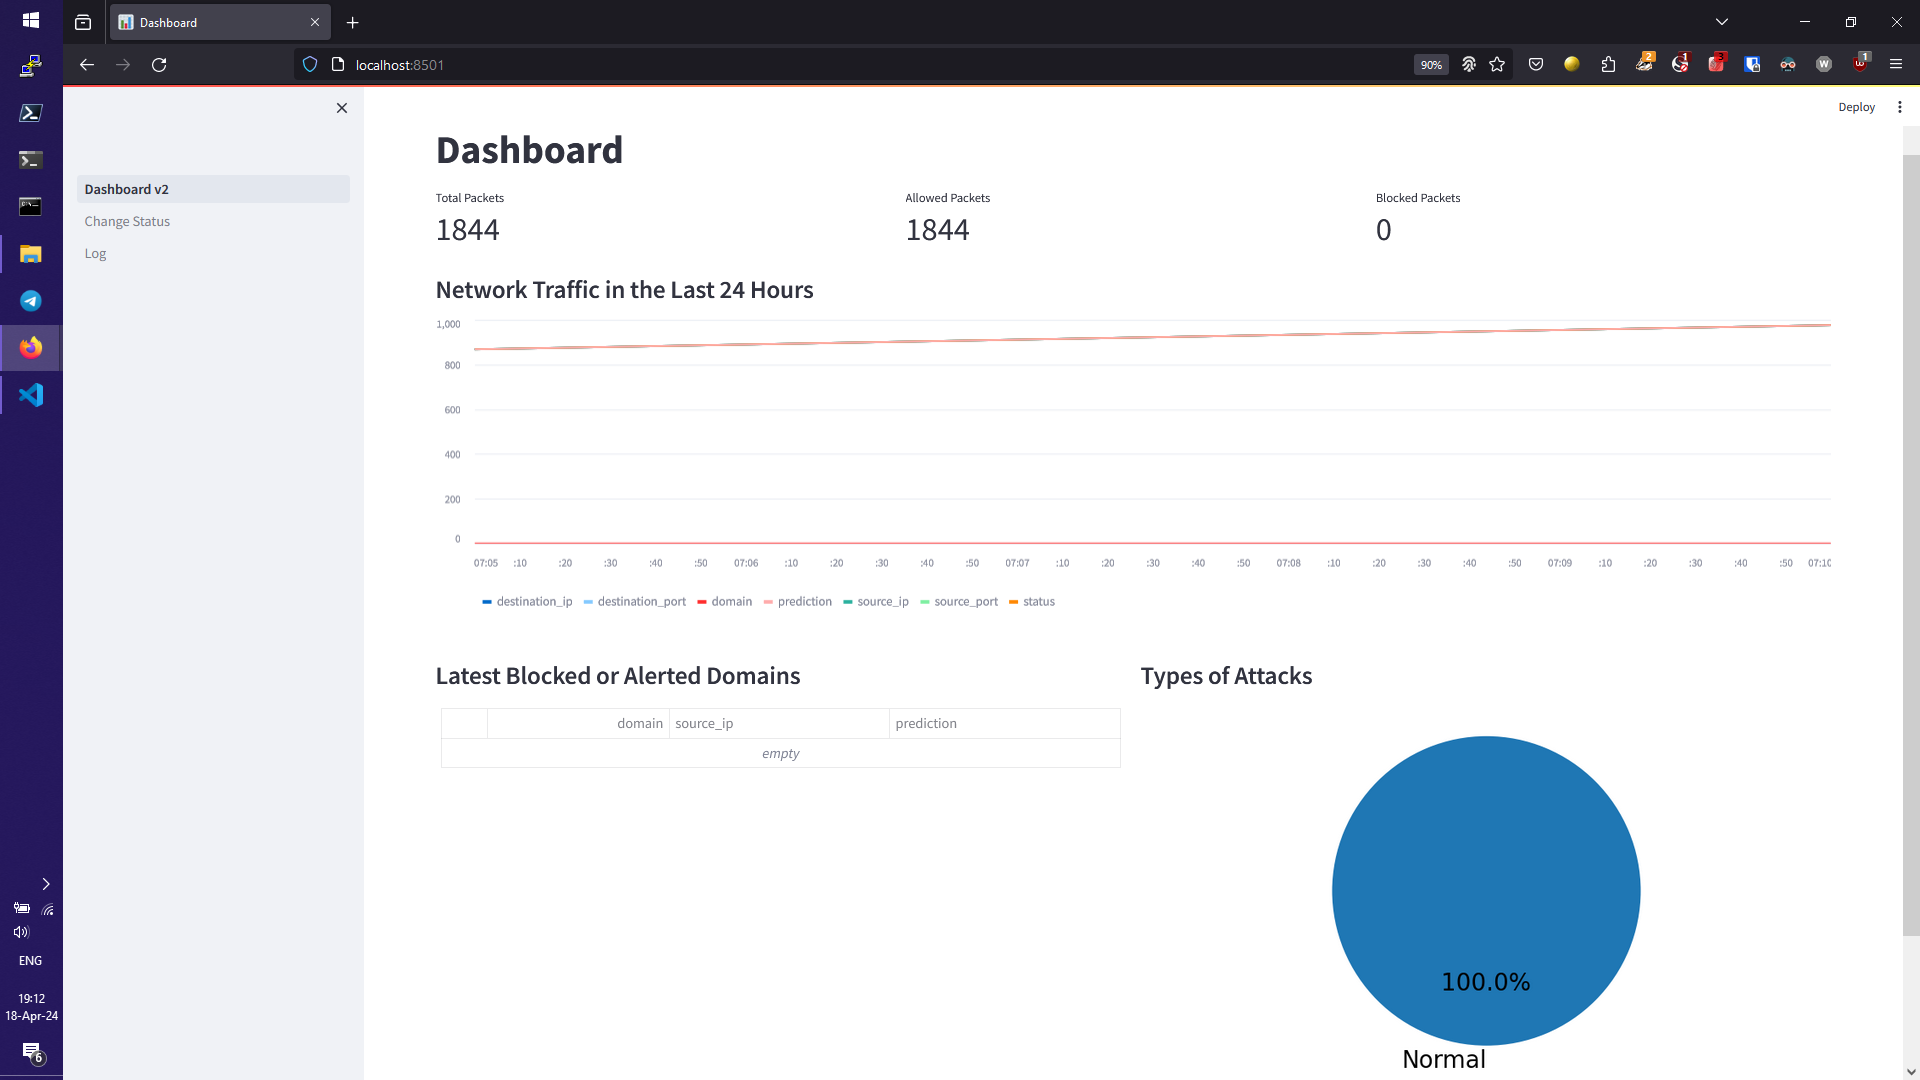 Dashboard
localhost:8501
90%
2
1
3
1
Deploy
Dashboard v2
Change Status
Log
Dashboard
Total Packets
1844
Allowed Packets
1844
Blocked Packets
0
Network Traffic in the Last 24 Hours
1,000
800
600
400
200
0
07:05 :10 :20 :30 :40 :50 07:06 :10 :20 :30 :40 :50 07:07 :10 :20 :30 :40 :50 07:08 :10 :20 :30 :40 :50 07:09 :10 :20 :30 :40 :50 07:10
destination_ip destination_port domain prediction source_ip source_port status
Latest Blocked or Alerted Domains
domain source_ip prediction
empty
Types of Attacks
100.0%
Normal
ENG
19:12
18-Apr-24
6